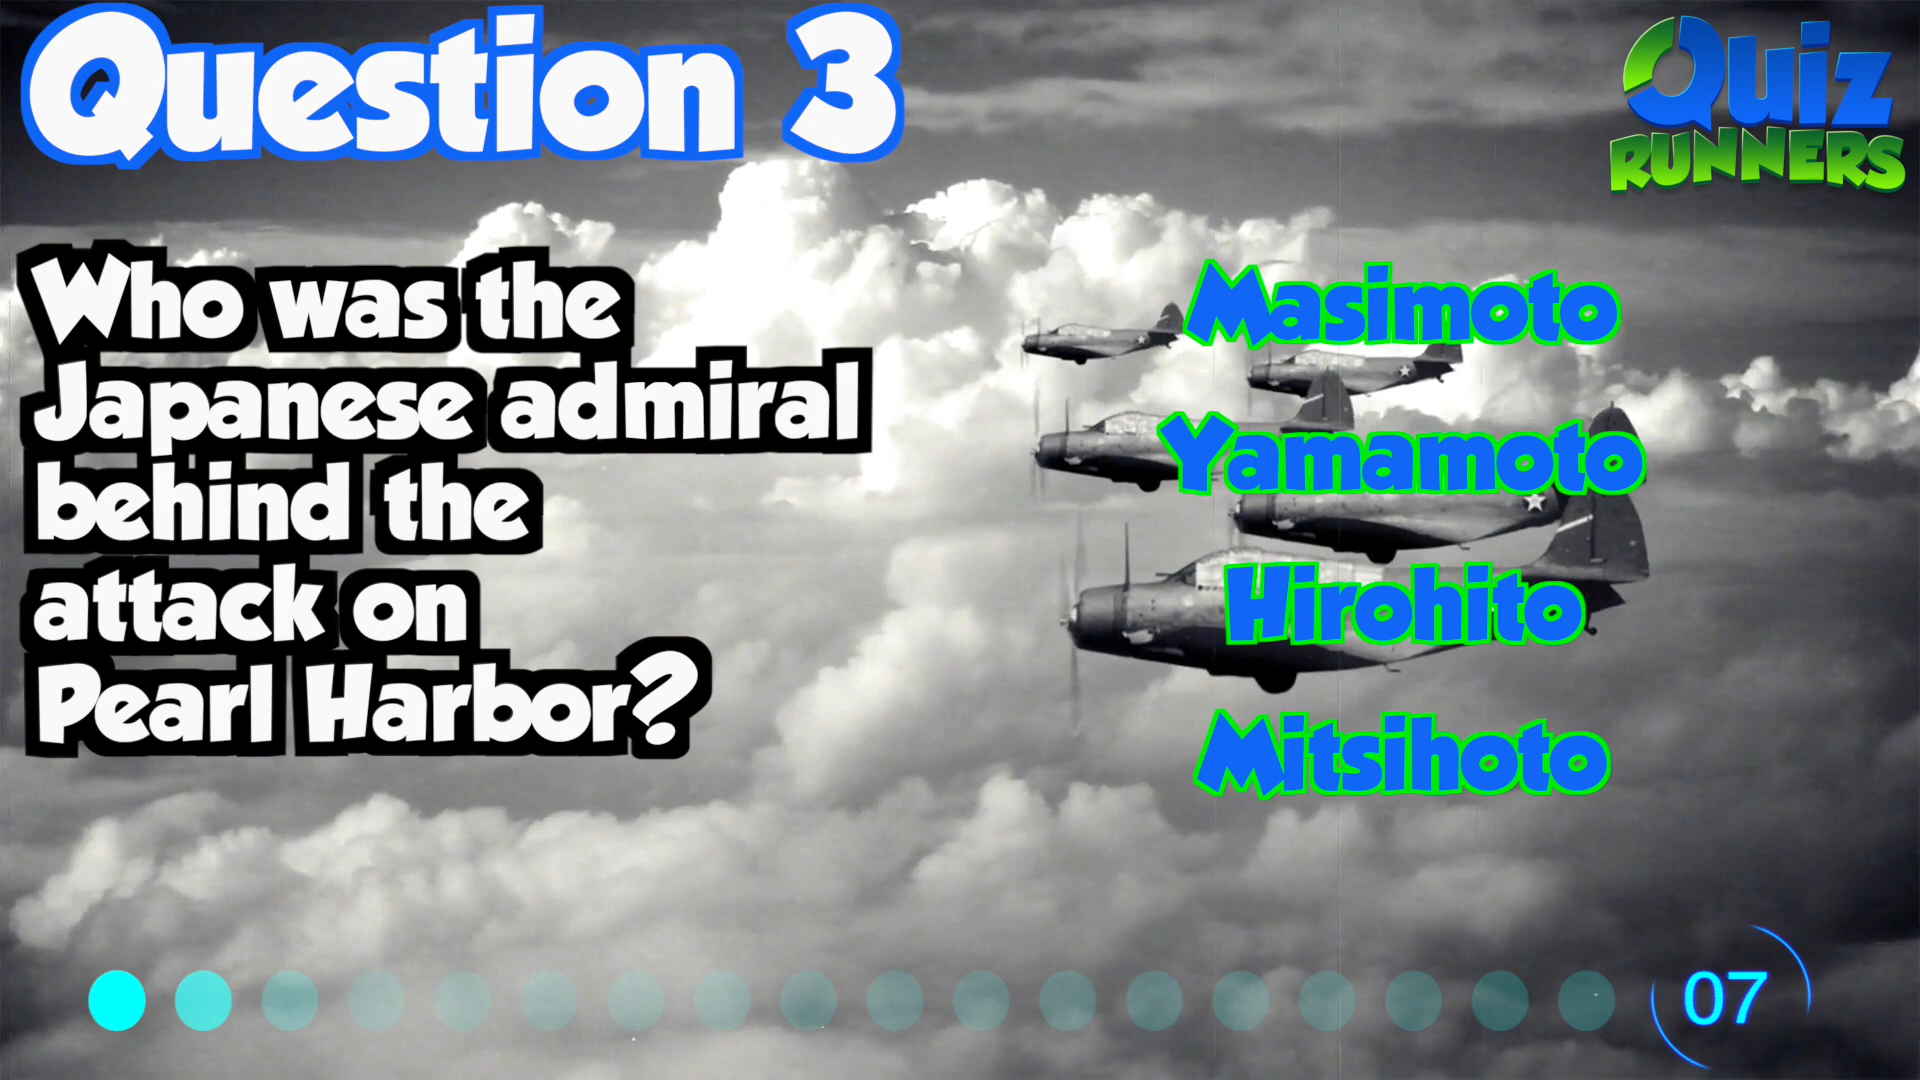 Question 3
Quiz
RUNNERS
Who was the
Japanese admiral
behind the
attack on
Pearl Harbor?
Masimoto
Yamamoto
Hirohito
Mitsihoto
07